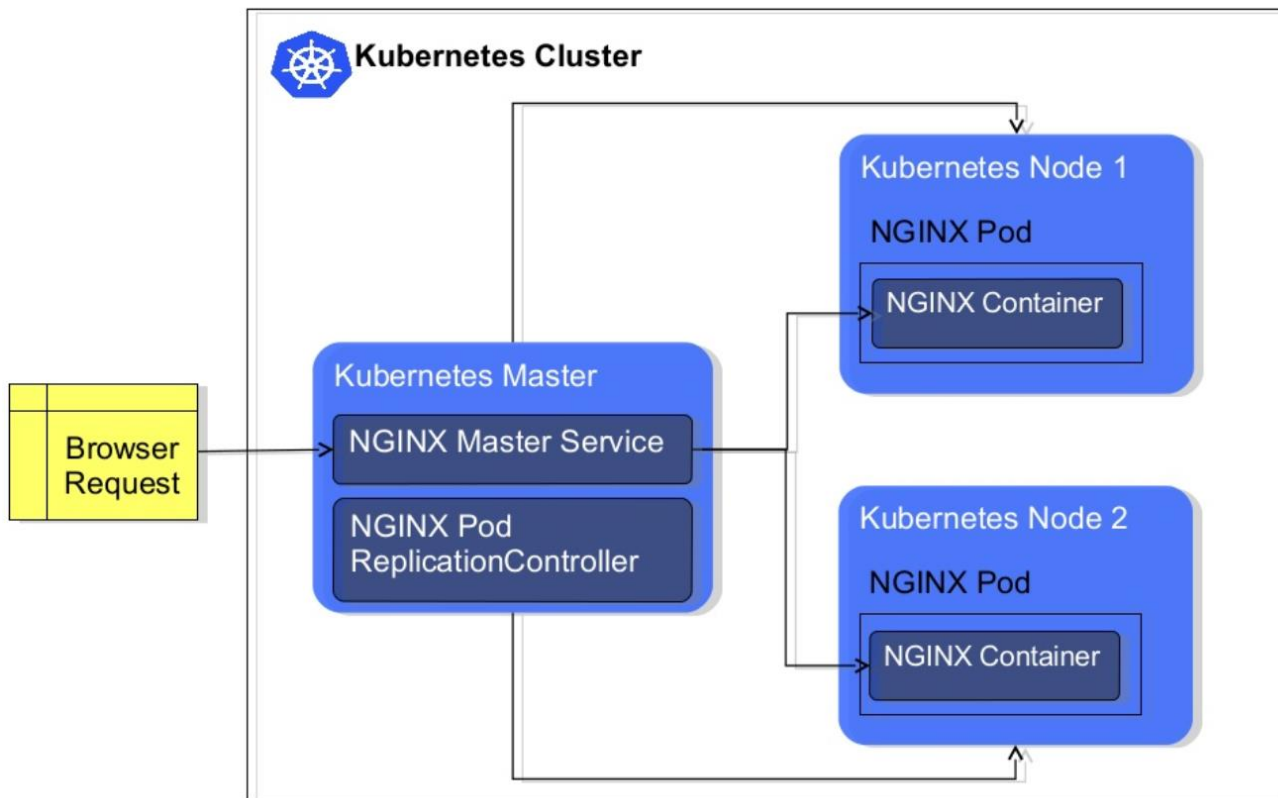 Kubernetes Cluster
Browser
Request
Kubernetes Master
NGINX Master Service
NGINX Pod
ReplicationController
Kubernetes Node 1
NGINX Pod
NGINX Container
Kubernetes Node 2
NGINX Pod
NGINX Container